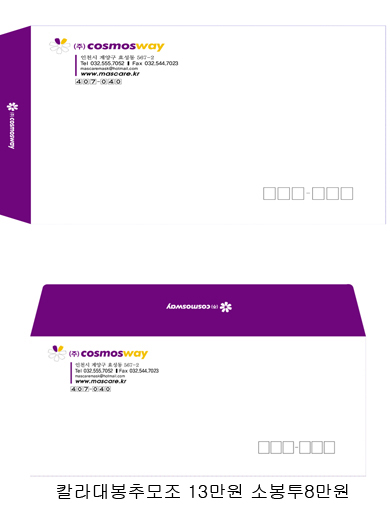 (주) cosmosway
인천시 계양구 효성동 567-2
Tel 032.555.7052 Fax 032.544.7023
mascaremask@hotmail.com
www.mascare.kr
407-040
(주) cosmosway
(주) cosmosway
(주) cosmosway
인천시 계양구 효성동 567-2
Tel 032.555.7052 Fax 032.544.7023
mascaremask@hotmail.com
www.mascare.kr
407-040
칼라대봉추모조 13만원 소봉투8만원